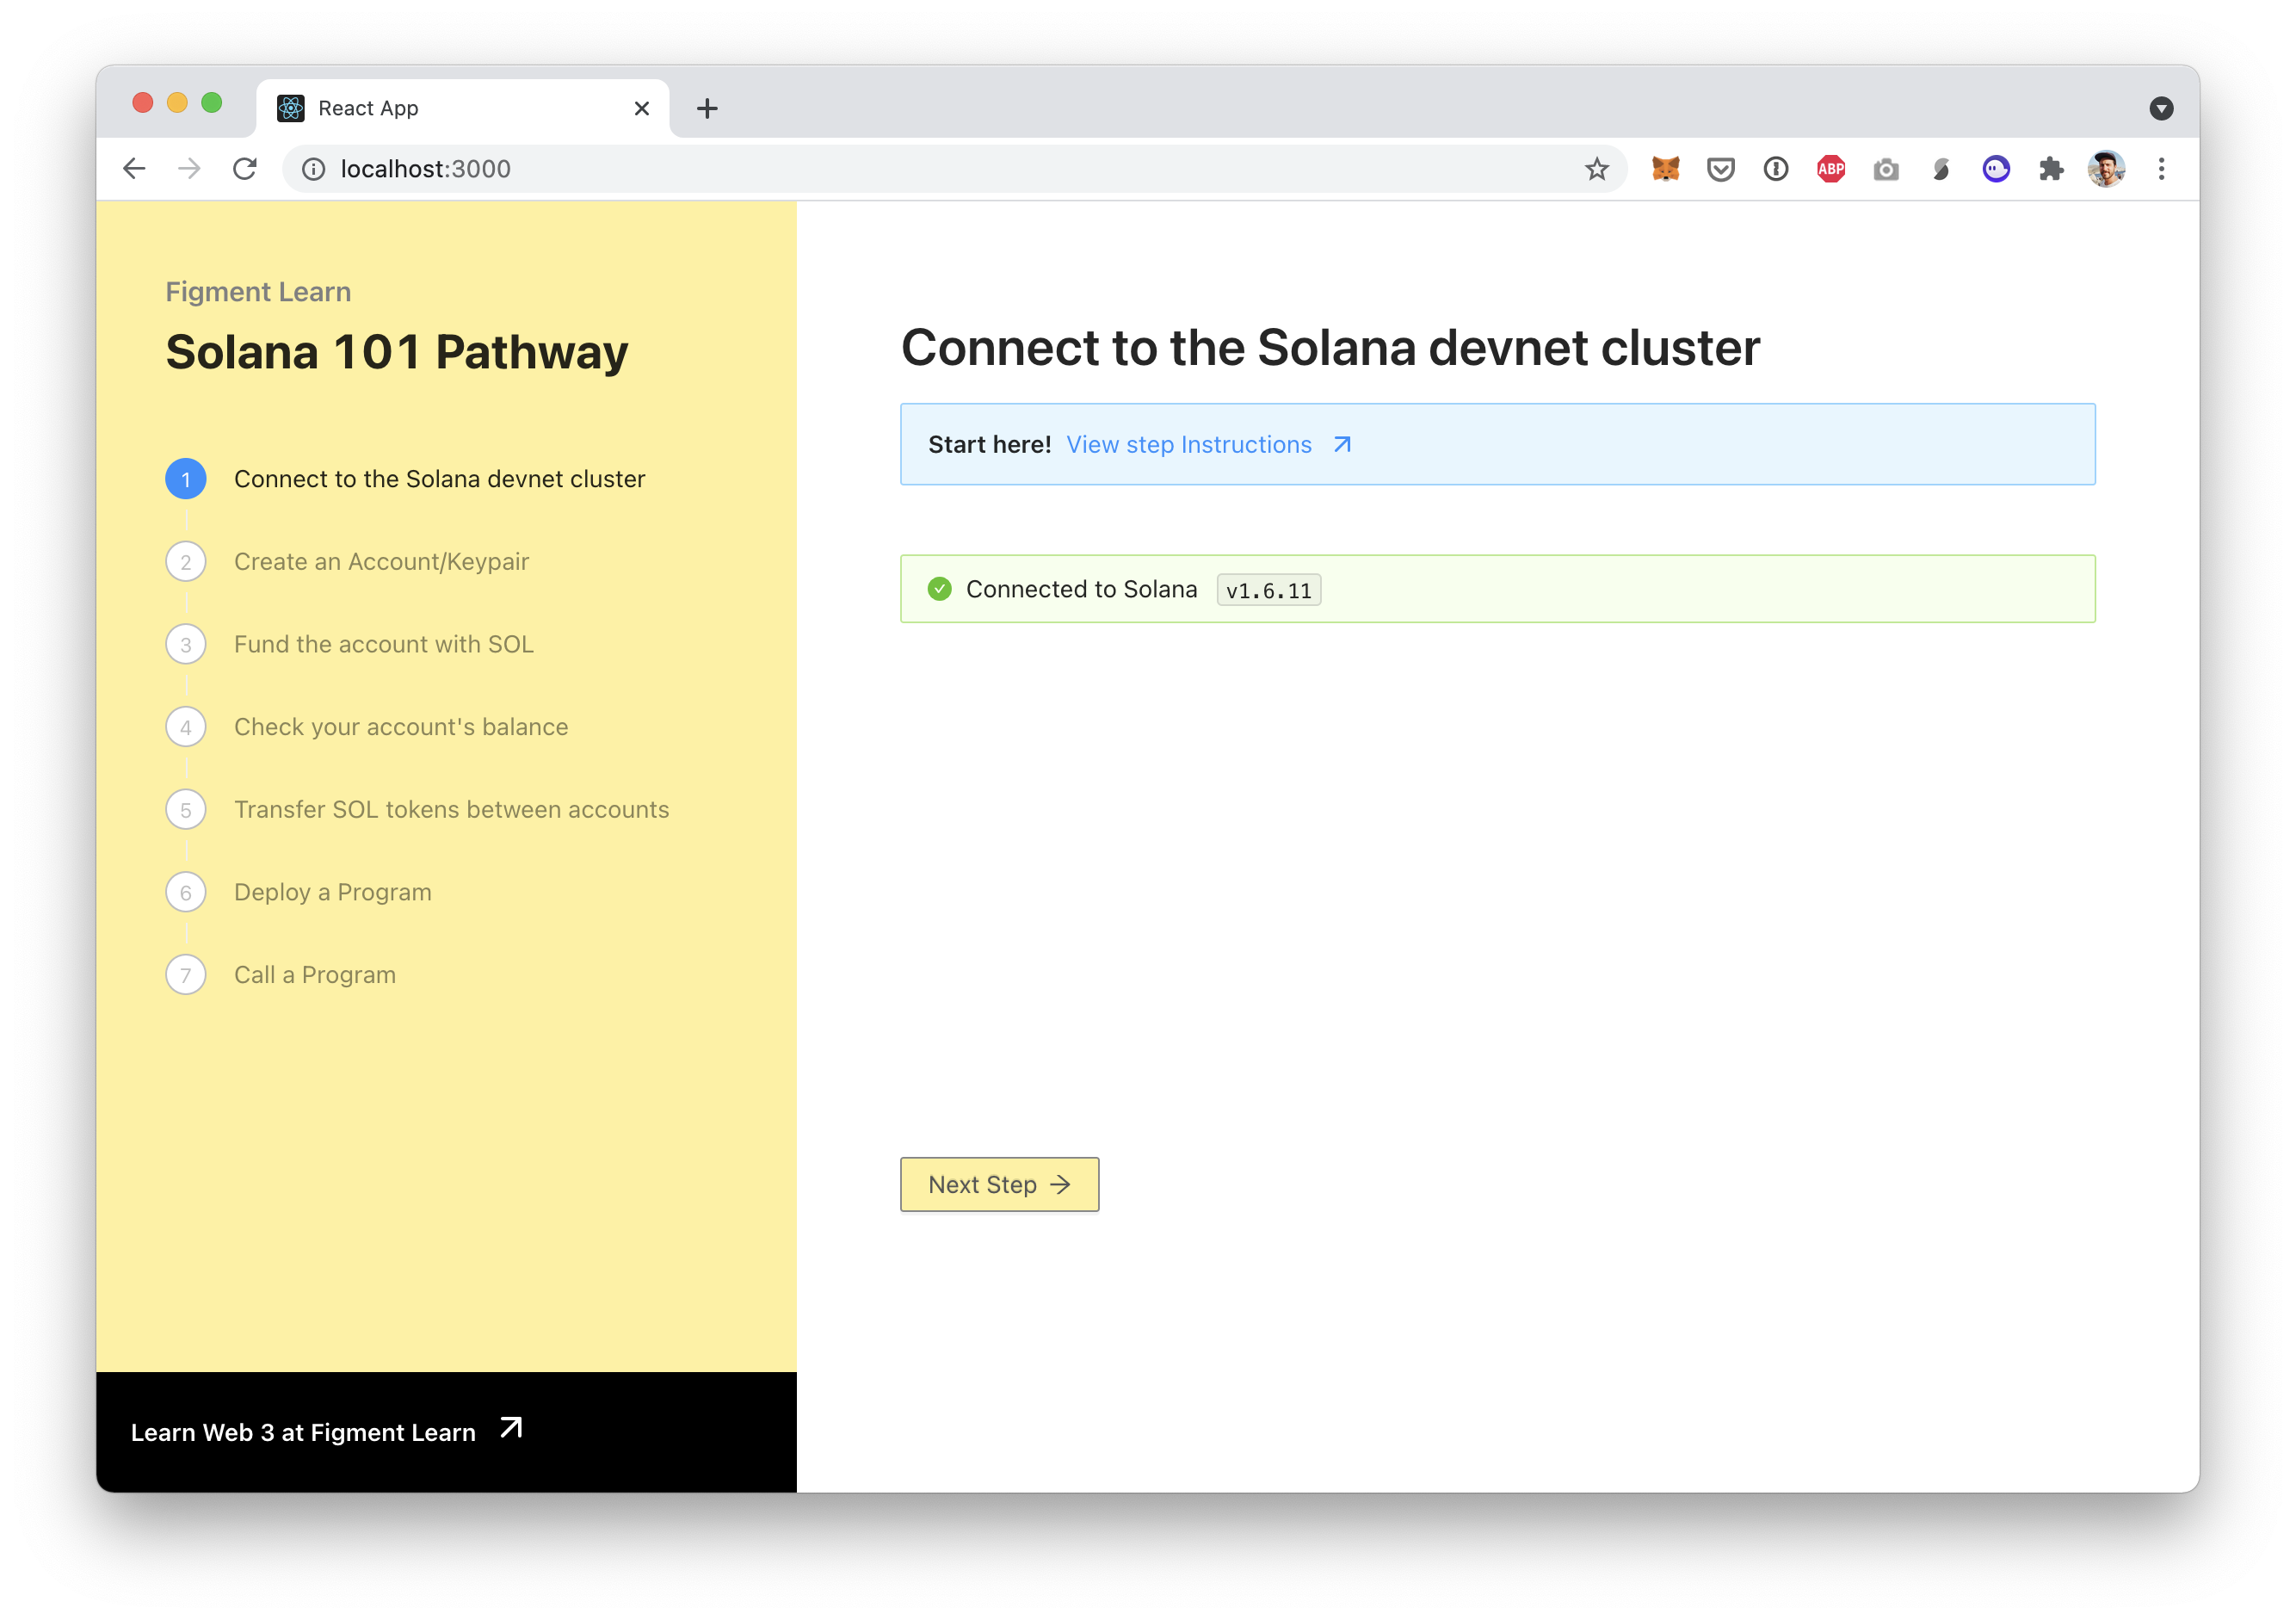 React App
localhost:3000
ABP
Figment Learn
Solana 101 Pathway
1 Connect to the Solana devnet cluster
2 Create an Account/Keypair
3 Fund the account with SOL
4 Check your account's balance
5 Transfer SOL tokens between accounts
6 Deploy a Program
7 Call a Program
Learn Web 3 at Figment Learn
Connect to the Solana devnet cluster
Start here! View step Instructions
Connected to Solana v1.6.11
Next Step